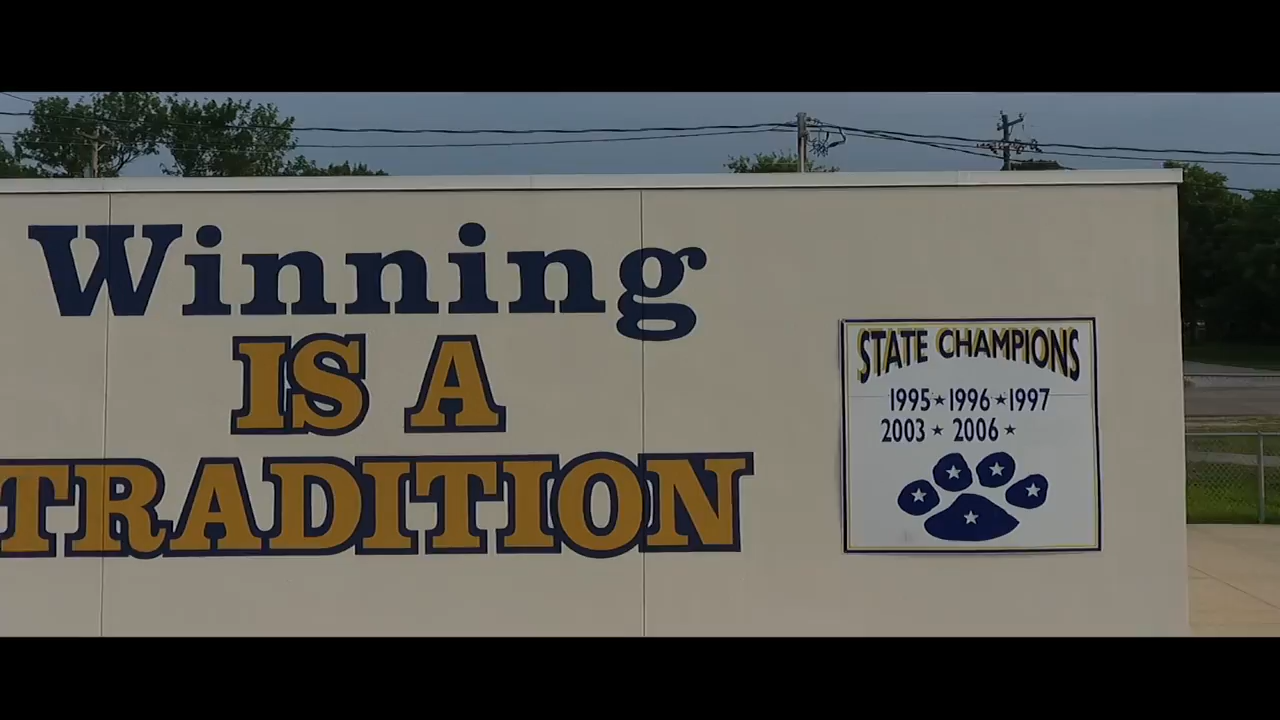 Winning
IS A
TRADITION
STATE CHAMPIONS
1995★1996★1997
2003★2006★